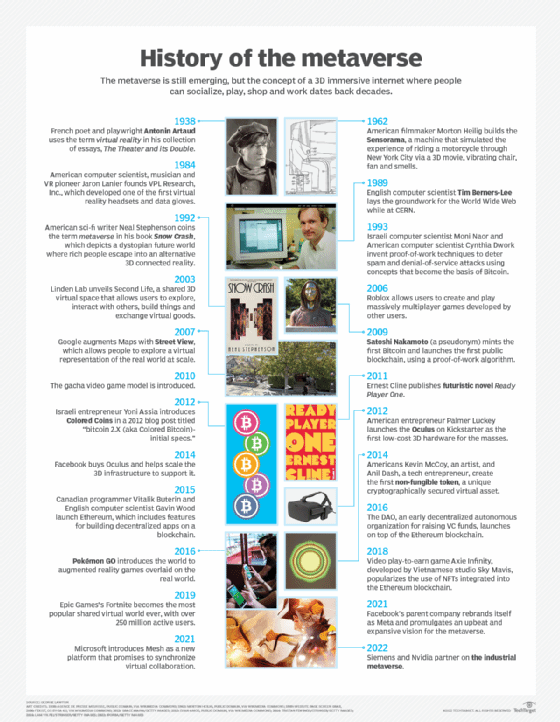 History of the metaverse
The metaverse is still emerging, but the concept of a 3D immersive internet where people
can socialize, play, shop and work dates back decades.
1938
French poet and playwright Antonin Artaud
uses the term virtual reality in his collection
of essays, The Theater and Its Double.
1962
American filmmaker Morton Heilig builds the
Sensorama, a machine that simulated the
experience of riding a motorcycle through
New York City via a 3D movie, vibrating chair,
fan and smells.
1984
American computer scientist, musician and
VR pioneer Jaron Lanier founds VPL Research,
Inc., which developed one of the first virtual
reality headsets and data gloves.
1989
English computer scientist Tim Berners-Lee
lays the groundwork for the World Wide Web
while at CERN.
1992
American sci-fi writer Neal Stephenson coins
the term metaverse in his book Snow Crash,
which depicts a dystopian future world
where rich people escape into an alternative
3D connected reality.
1993
Israeli computer scientist Moni Naor and
American computer scientist Cynthia Dwork
invent proof-of-work techniques to deter
spam and denial-of-service attacks using
concepts that become the basis of Bitcoin.
2003
Linden Lab unveils Second Life, a shared 3D
virtual space that allows users to explore,
interact with others, build things and
exchange virtual goods.
SNOW CRASH
NEAL STEPHENSON
2006
Roblox allows users to create and play
massively multiplayer games developed by
other users.
2007
Google augments Maps with Street View,
which allows people to explore a virtual
representation of the real world at scale.
2009
Satoshi Nakamoto (a pseudonym) mints the
first Bitcoin and launches the first public
blockchain, using a proof-of-work algorithm.
2010
The gacha video game model is introduced.
2011
Ernest Cline publishes futuristic novel Ready
Player One.
2012
Israeli entrepreneur Yoni Assia introduces
Colored Coins in a 2012 blog post titled
"bitcoin 2.X (aka Colored Bitcoin)-
initial specs."
READY
PLAYER
ONE
ERNEST
CLINE
2012
American entrepreneur Palmer Luckey
launches the Oculus on Kickstarter as the
first low-cost 3D hardware for the masses.
2014
Facebook buys Oculus and helps scale the
3D infrastructure to support it.
2014
Americans Kevin McCoy, an artist, and
Anil Dash, a tech entrepreneur, create
the first non-fungible token, a unique
cryptographically secured virtual asset.
2015
Canadian programmer Vitalik Buterin and
English computer scientist Gavin Wood
launch Ethereum, which includes features
for building decentralized apps on a
blockchain.
2016
The DAO, an early decentralized autonomous
organization for raising VC funds, launches
on top of the Ethereum blockchain.
2016
Pokémon GO introduces the world to
augmented reality games overlaid on the
real world.
2018
Video play-to-earn game Axie Infinity,
developed by Vietnamese studio Sky Mavis,
popularizes the use of NFTs integrated into
the Ethereum blockchain.
2019
Epic Games's Fortnite becomes the most
popular shared virtual world ever, with over
250 million active users.
2021
Facebook's parent company rebrands itself
as Meta and promulgates an upbeat and
expansive vision for the metaverse.
2021
Microsoft introduces Mesh as a new
platform that promises to synchronize
virtual collaboration.
2022
Siemens and Nvidia partner on the industrial
metaverse.
TechTarget